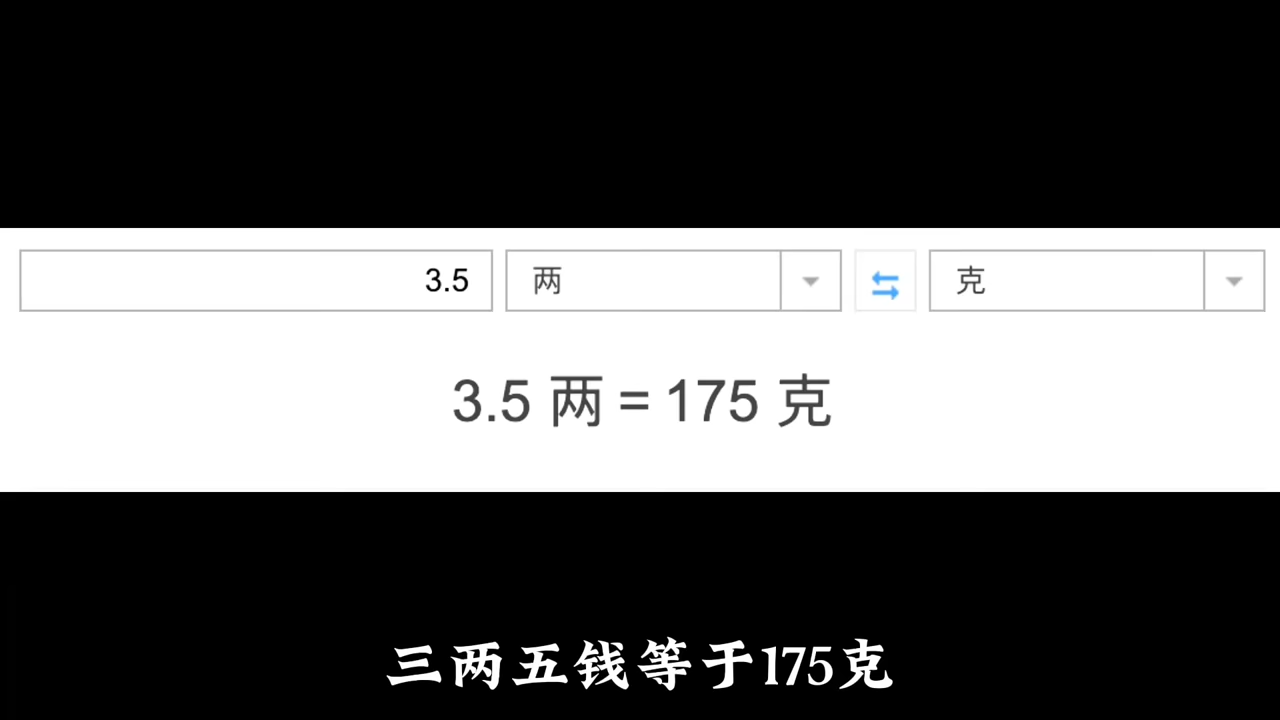 3.5 两 克
3.5 两 = 175 克
三两五钱等于175克